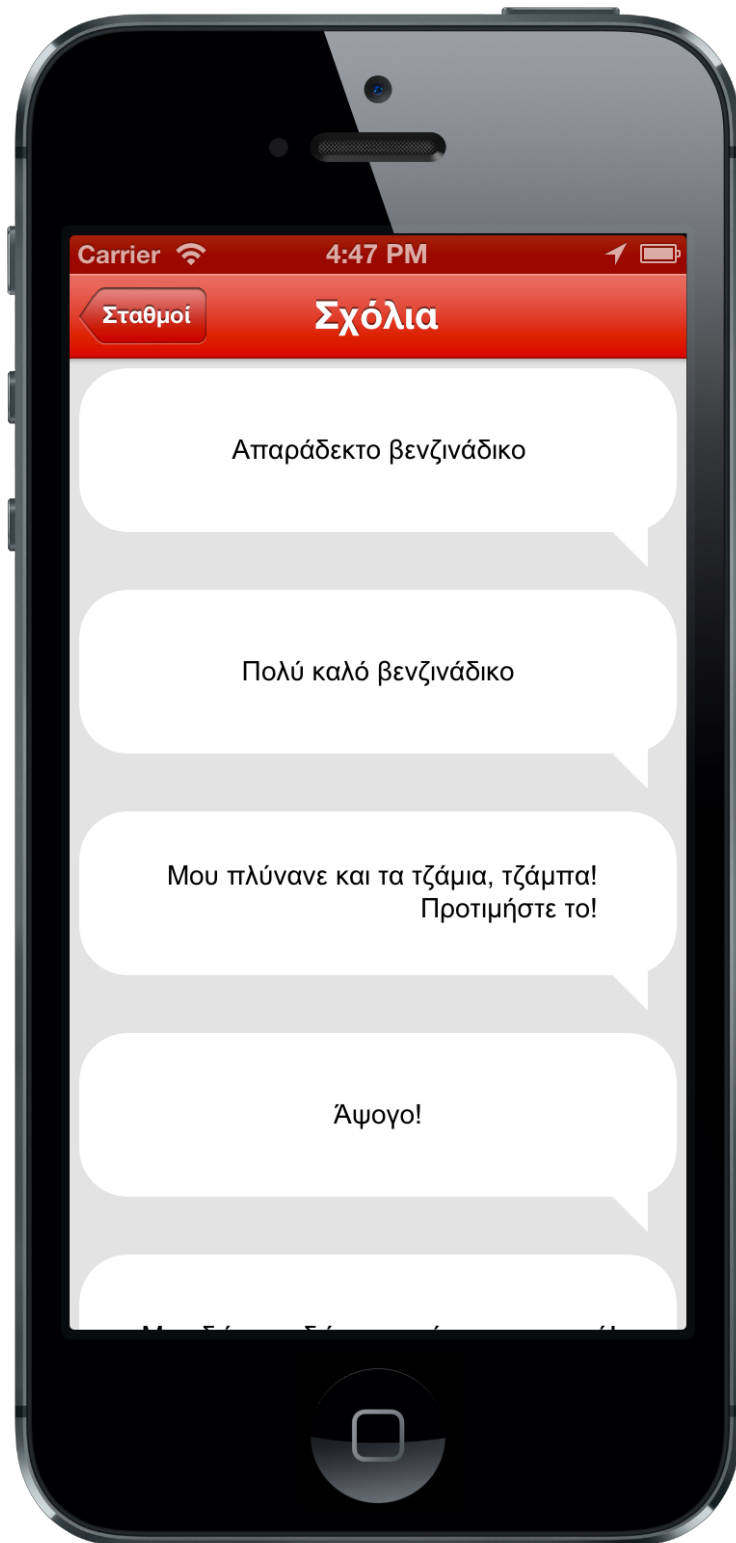 Carrier
4:47 PM
Σταθμοί
Σχόλια
Απαράδεκτο βενζινάδικο
Πολύ καλό βενζινάδικο
Μου πλύνανε και τα τζάμια, τζάμπα!
Προτιμήστε το!
Άψογο!